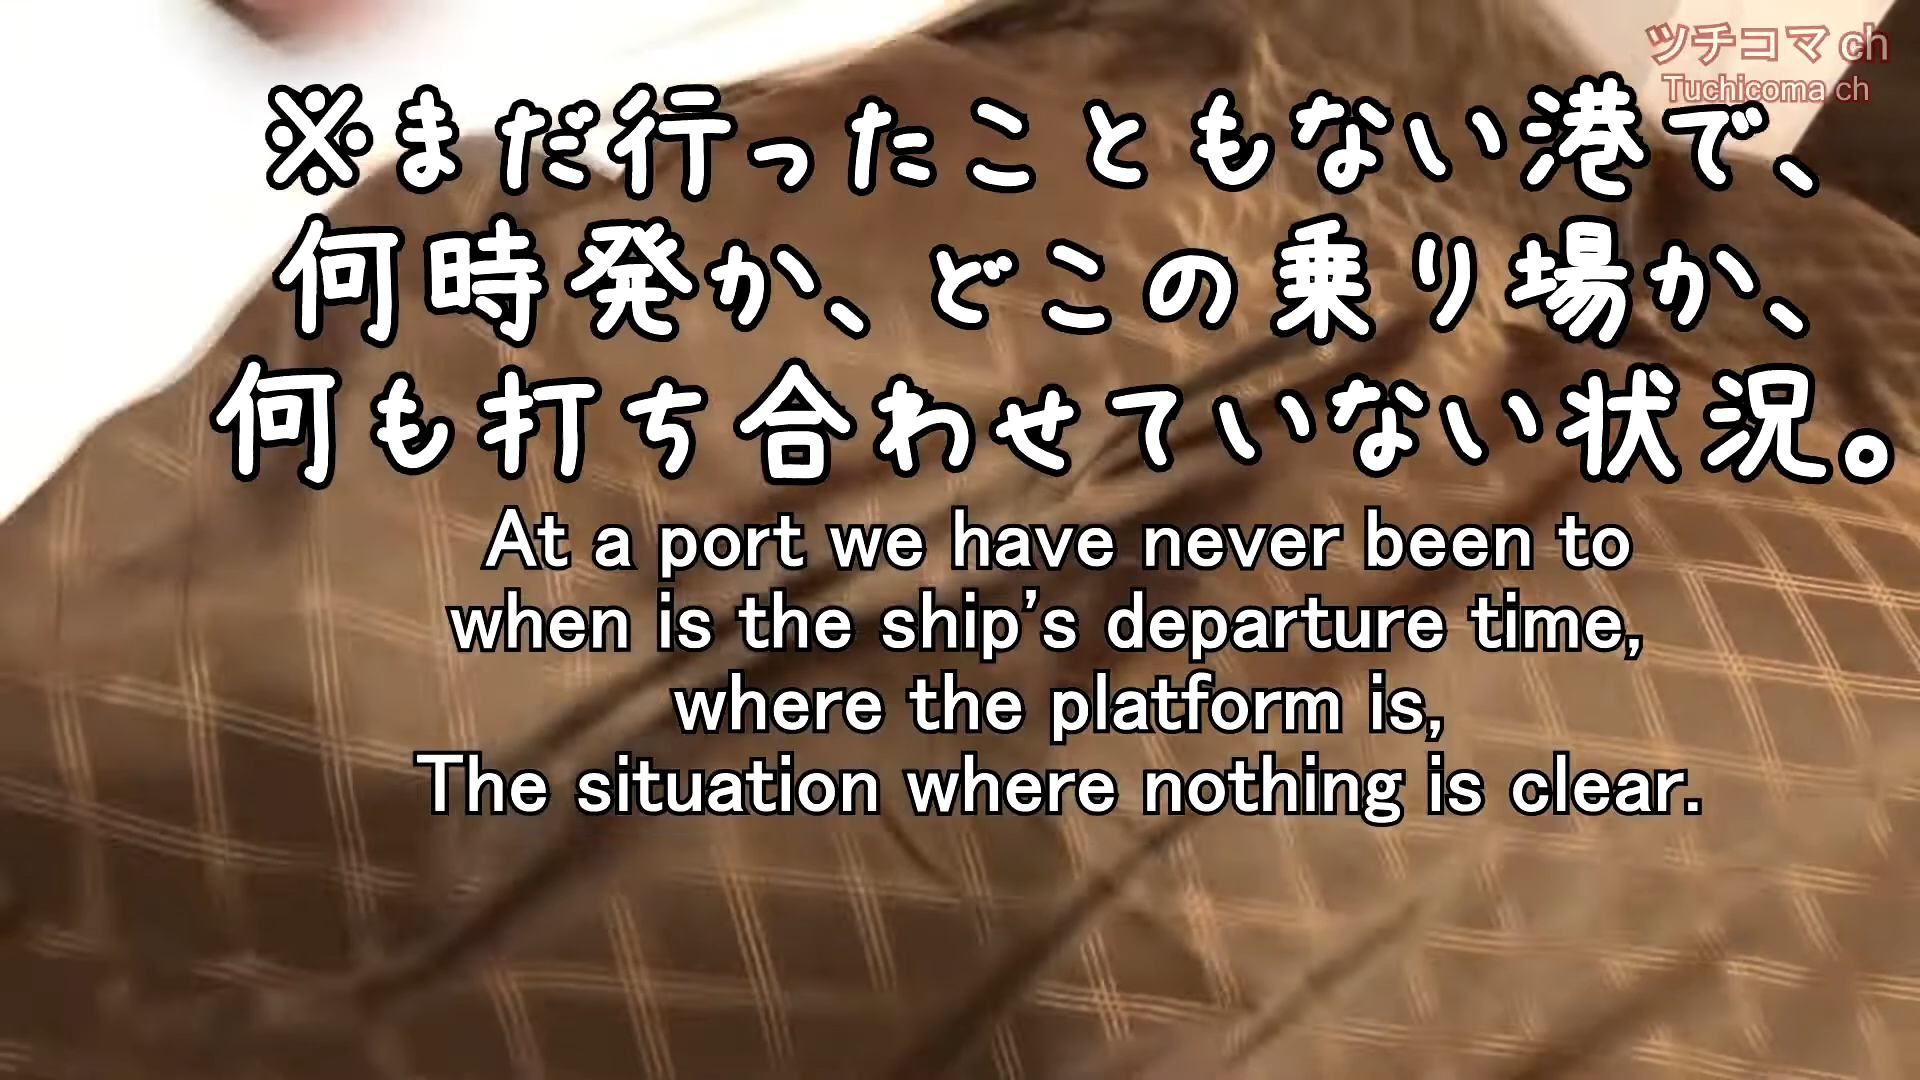 ツチコマ ch
Tuchicoma ch
※まだ行ったこともない港で、
何時発か、どこの乗り場か、
何も打ち合わせていない状況。
At a port we have never been to
when is the ship's departure time,
where the platform is,
The situation where nothing is clear.